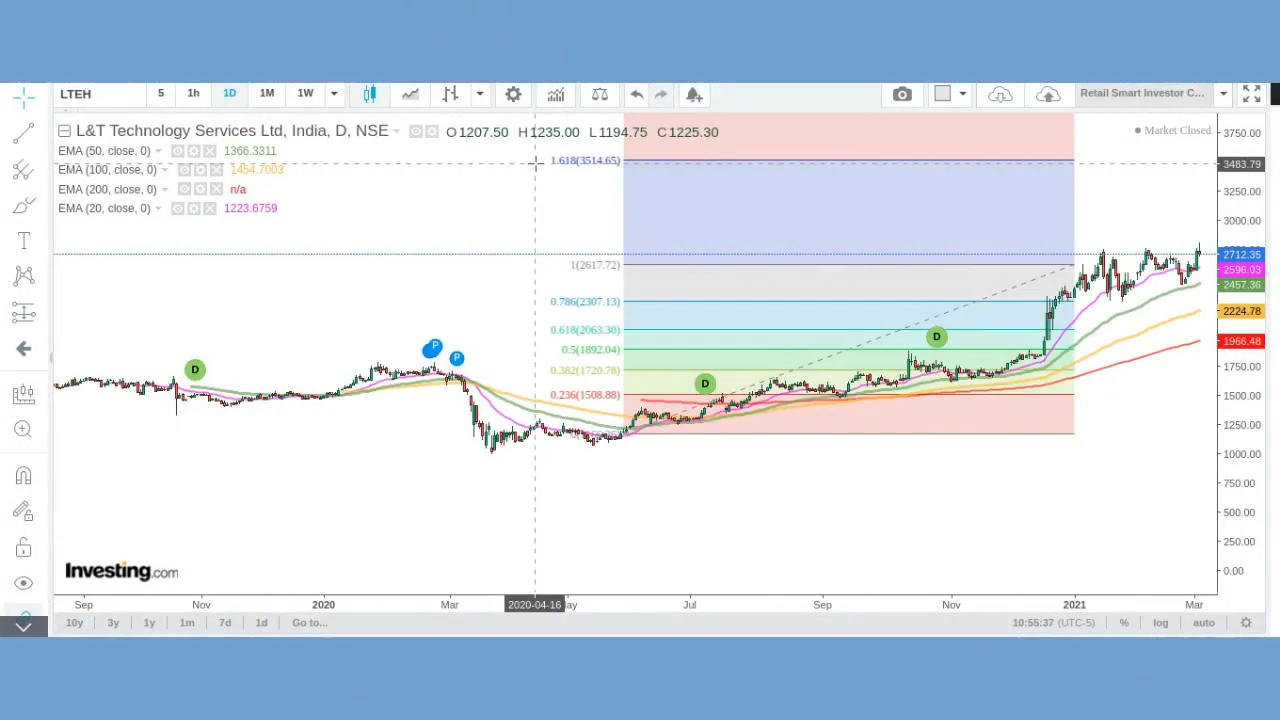 LTEH 5 1h 1D 1M 1W Retail Smart Investor C...
L&T Technology Services Ltd, India, D, NSE O1207.50 H1235.00 L1194.75 C1225.30
Market Closed
EMA (50, close, 0) 1366.3311
EMA (100, close, 0) 1454.7003
EMA (200, close, 0) n/a
EMA (20, close, 0) 1223.6759
1.618(3514.65)
1(2617.72)
0.786(2307.13)
0.618(2063.30)
0.5(1892.04)
0.382(1720.78)
0.236(1508.88)
D
P
P
D
D
T
3750.00
3483.79
3250.00
3000.00
2712.35
2596.03
2457.36
2224.78
1966.48
1750.00
1500.00
1250.00
1000.00
750.00
500.00
250.00
0.00
Investing.com
Sep Nov 2020 Mar 2020-04-16 ay Jul Sep Nov 2021 Mar
10y 3y 1y 1m 7d 1d Go to... 10:55:37 (UTC-5) % log auto